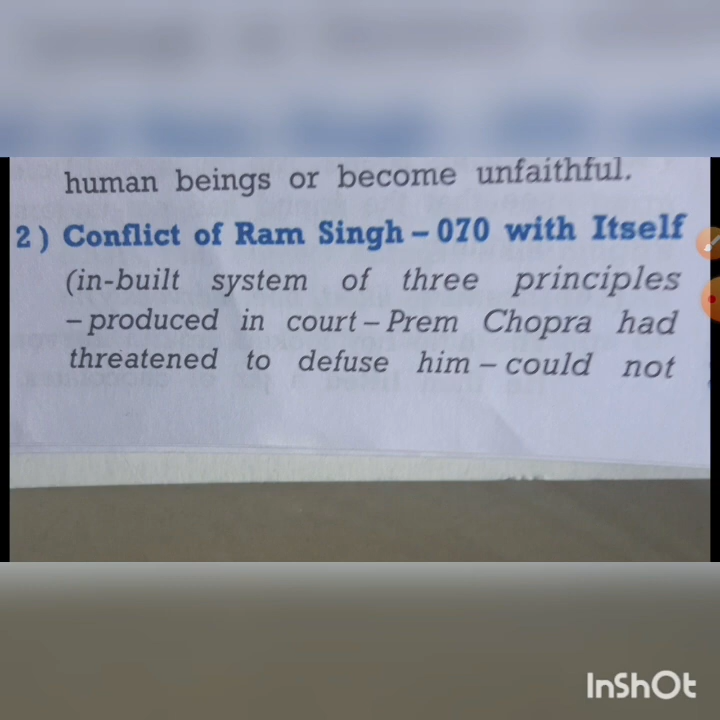 human beings or become unfaithful.
2) Conflict of Ram Singh – 070 with Itself
(in-built system of three principles
– produced in court – Prem Chopra had
threatened to defuse him – could not
InShOt